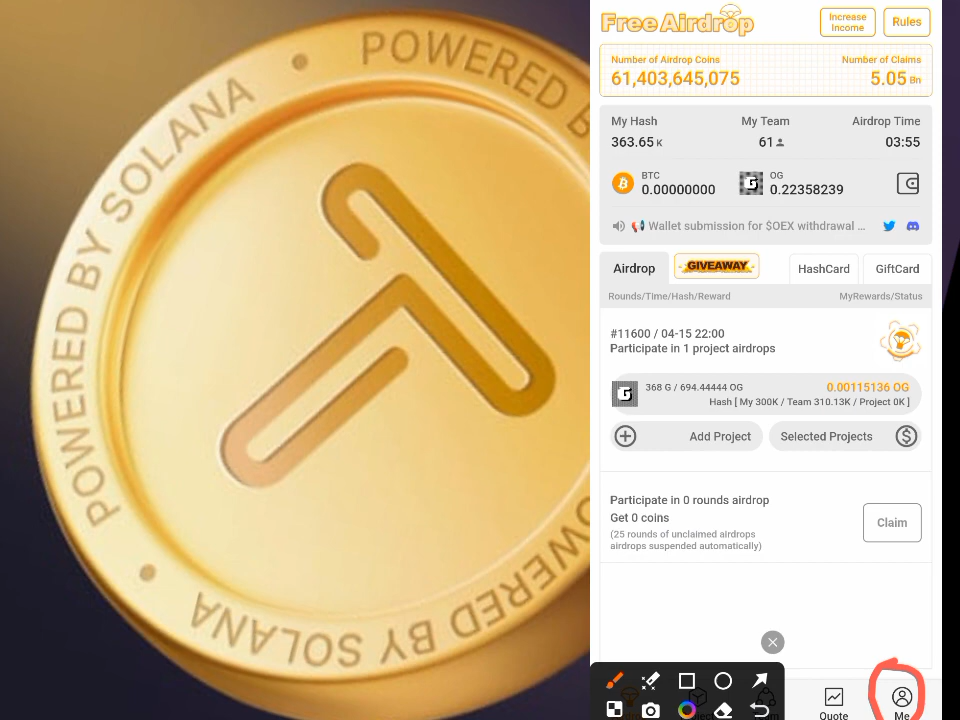 POWERED BY SOLANA
POWERED B
OWERED BY SOLANA
Free Airdrop
Increase
Income
Rules
Number of Airdrop Coins
Number of Claims
61,403,645,075
5.05 Bn
My Hash
My Team
Airdrop Time
363.65 K
61
03:55
BTC
0.00000000
OG
0.22358239
Wallet submission for $OEX withdrawal ...
Airdrop
GIVEAWAY
HashCard
GiftCard
Rounds/Time/Hash/Reward
MyRewards/Status
#11600 / 04-15 22:00
Participate in 1 project airdrops
368 G / 694.44444 OG
0.00115136 OG
Hash [ My 300K / Team 310.13K / Project 0K ]
Add Project
Selected Projects
Participate in 0 rounds airdrop
Get 0 coins
(25 rounds of unclaimed airdrops
airdrops suspended automatically)
Claim
Quote
Me